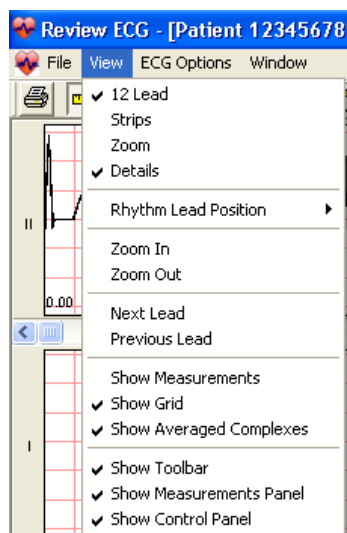 Review ECG - [Patient 12345678
File View ECG Options Window
12 Lead
Strips
Zoom
Details
Rhythm Lead Position
II
Zoom In
Zoom Out
0.00
Next Lead
Previous Lead
Show Measurements
Show Grid
Show Averaged Complexes
I
Show Toolbar
Show Measurements Panel
Show Control Panel